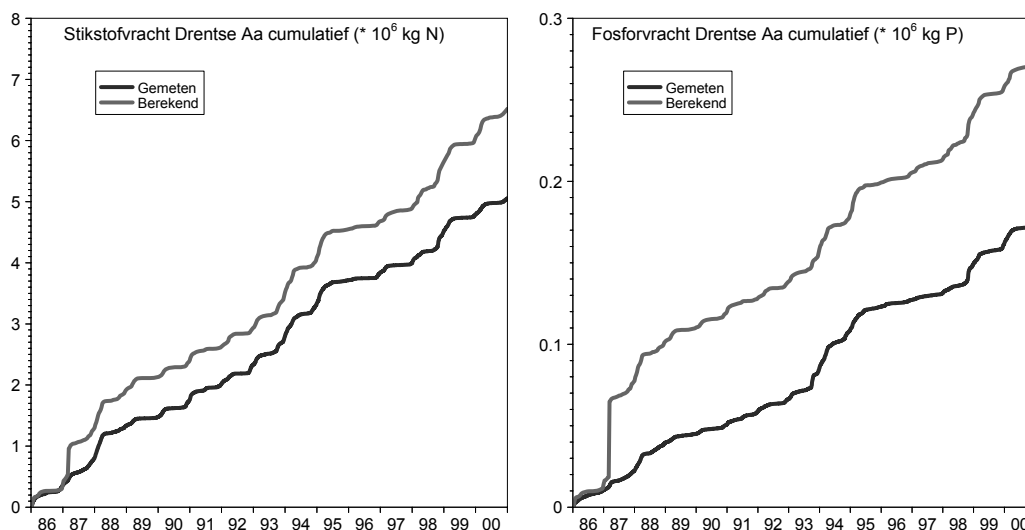 Stikstofvracht Drentse Aa cumulatief (* 10⁶ kg N)
Gemeten
Berekend
8
7
6
5
4
3
2
1
0
86 87 88 89 90 91 92 93 94 95 96 97 98 99 00
Fosforvracht Drentse Aa cumulatief (* 10⁶ kg P)
Gemeten
Berekend
0.3
0.2
0.1
0
86 87 88 89 90 91 92 93 94 95 96 97 98 99 00